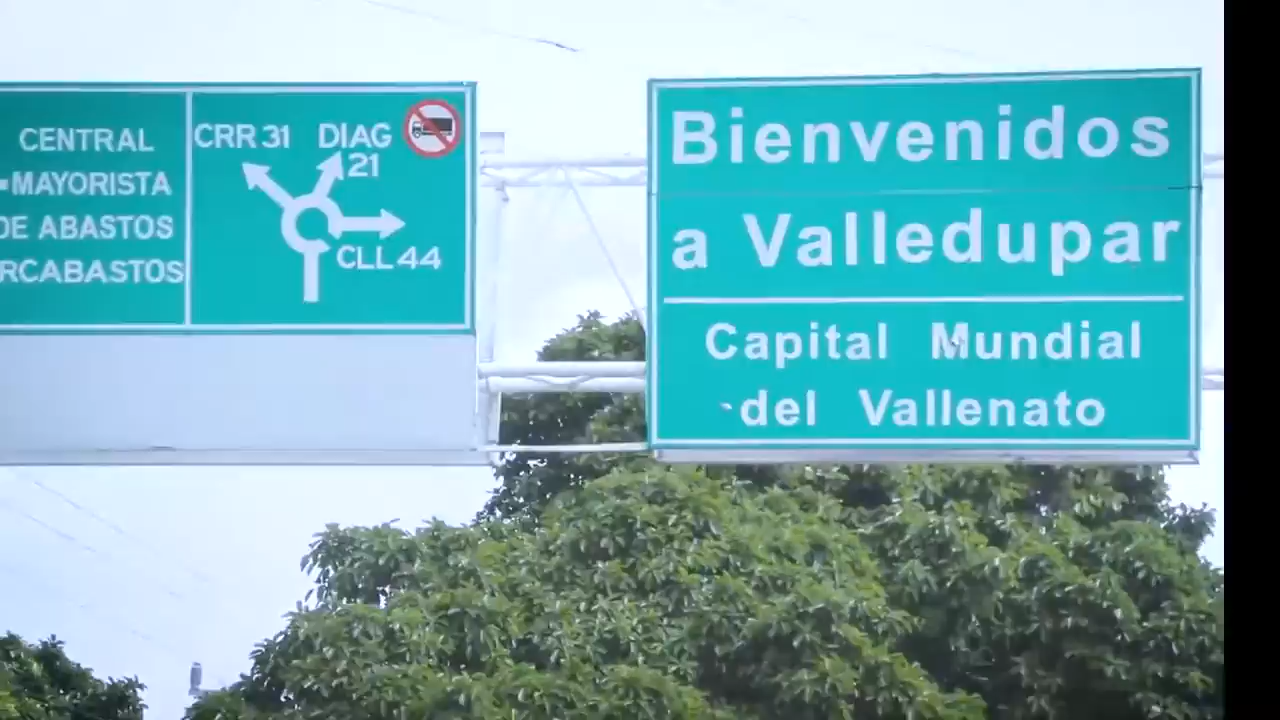 CENTRAL
MAYORISTA
DE ABASTOS
RCABASTOS
CRR 31
DIAG
21
CLL 44
Bienvenidos
a Valledupar
Capital Mundial
del Vallenato